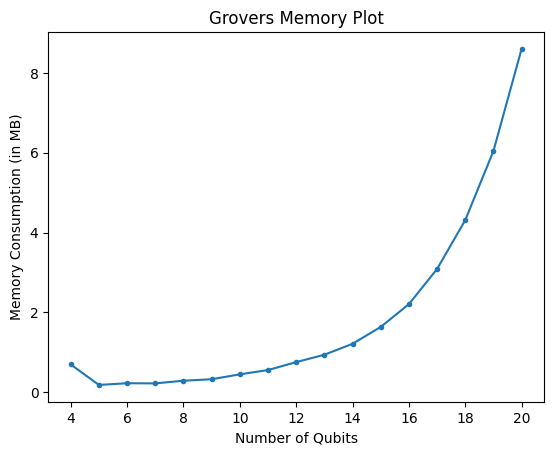 Grovers Memory Plot
Memory Consumption (in MB)
8
6
4
2
0
4 6 8 10 12 14 16 18 20
Number of Qubits